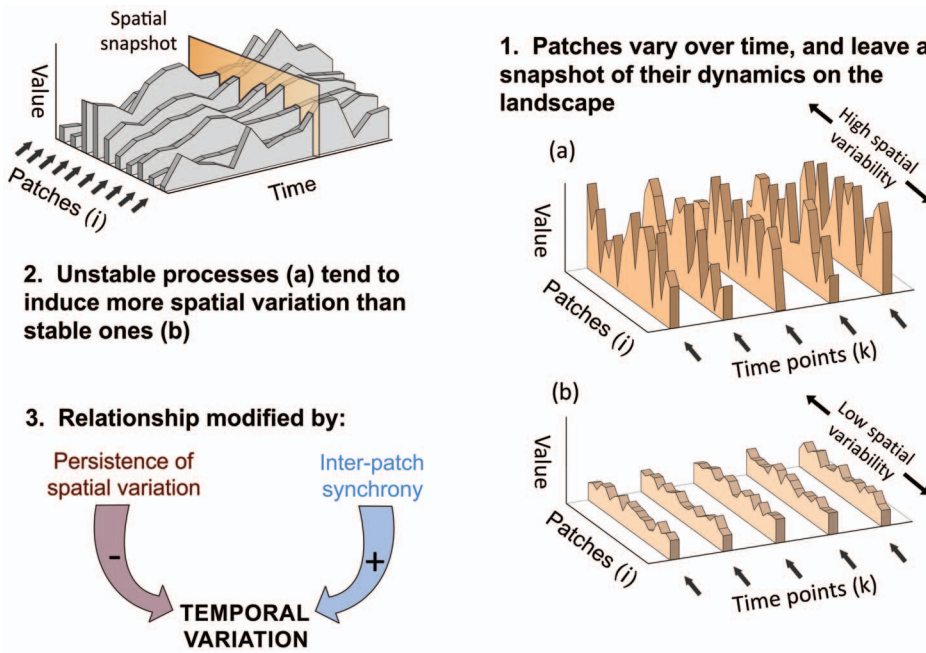 Spatial
snapshot
Value
Patches (i)
Time
1. Patches vary over time, and leave a
snapshot of their dynamics on the
landscape
(a)
High spatial
variability
Value
Patches (i)
Time points (k)
2. Unstable processes (a) tend to
induce more spatial variation than
stable ones (b)
(b)
Low spatial
variability
Value
Patches (i)
Time points (k)
3. Relationship modified by:
Persistence of
spatial variation
Inter-patch
synchrony
-
+
TEMPORAL
VARIATION